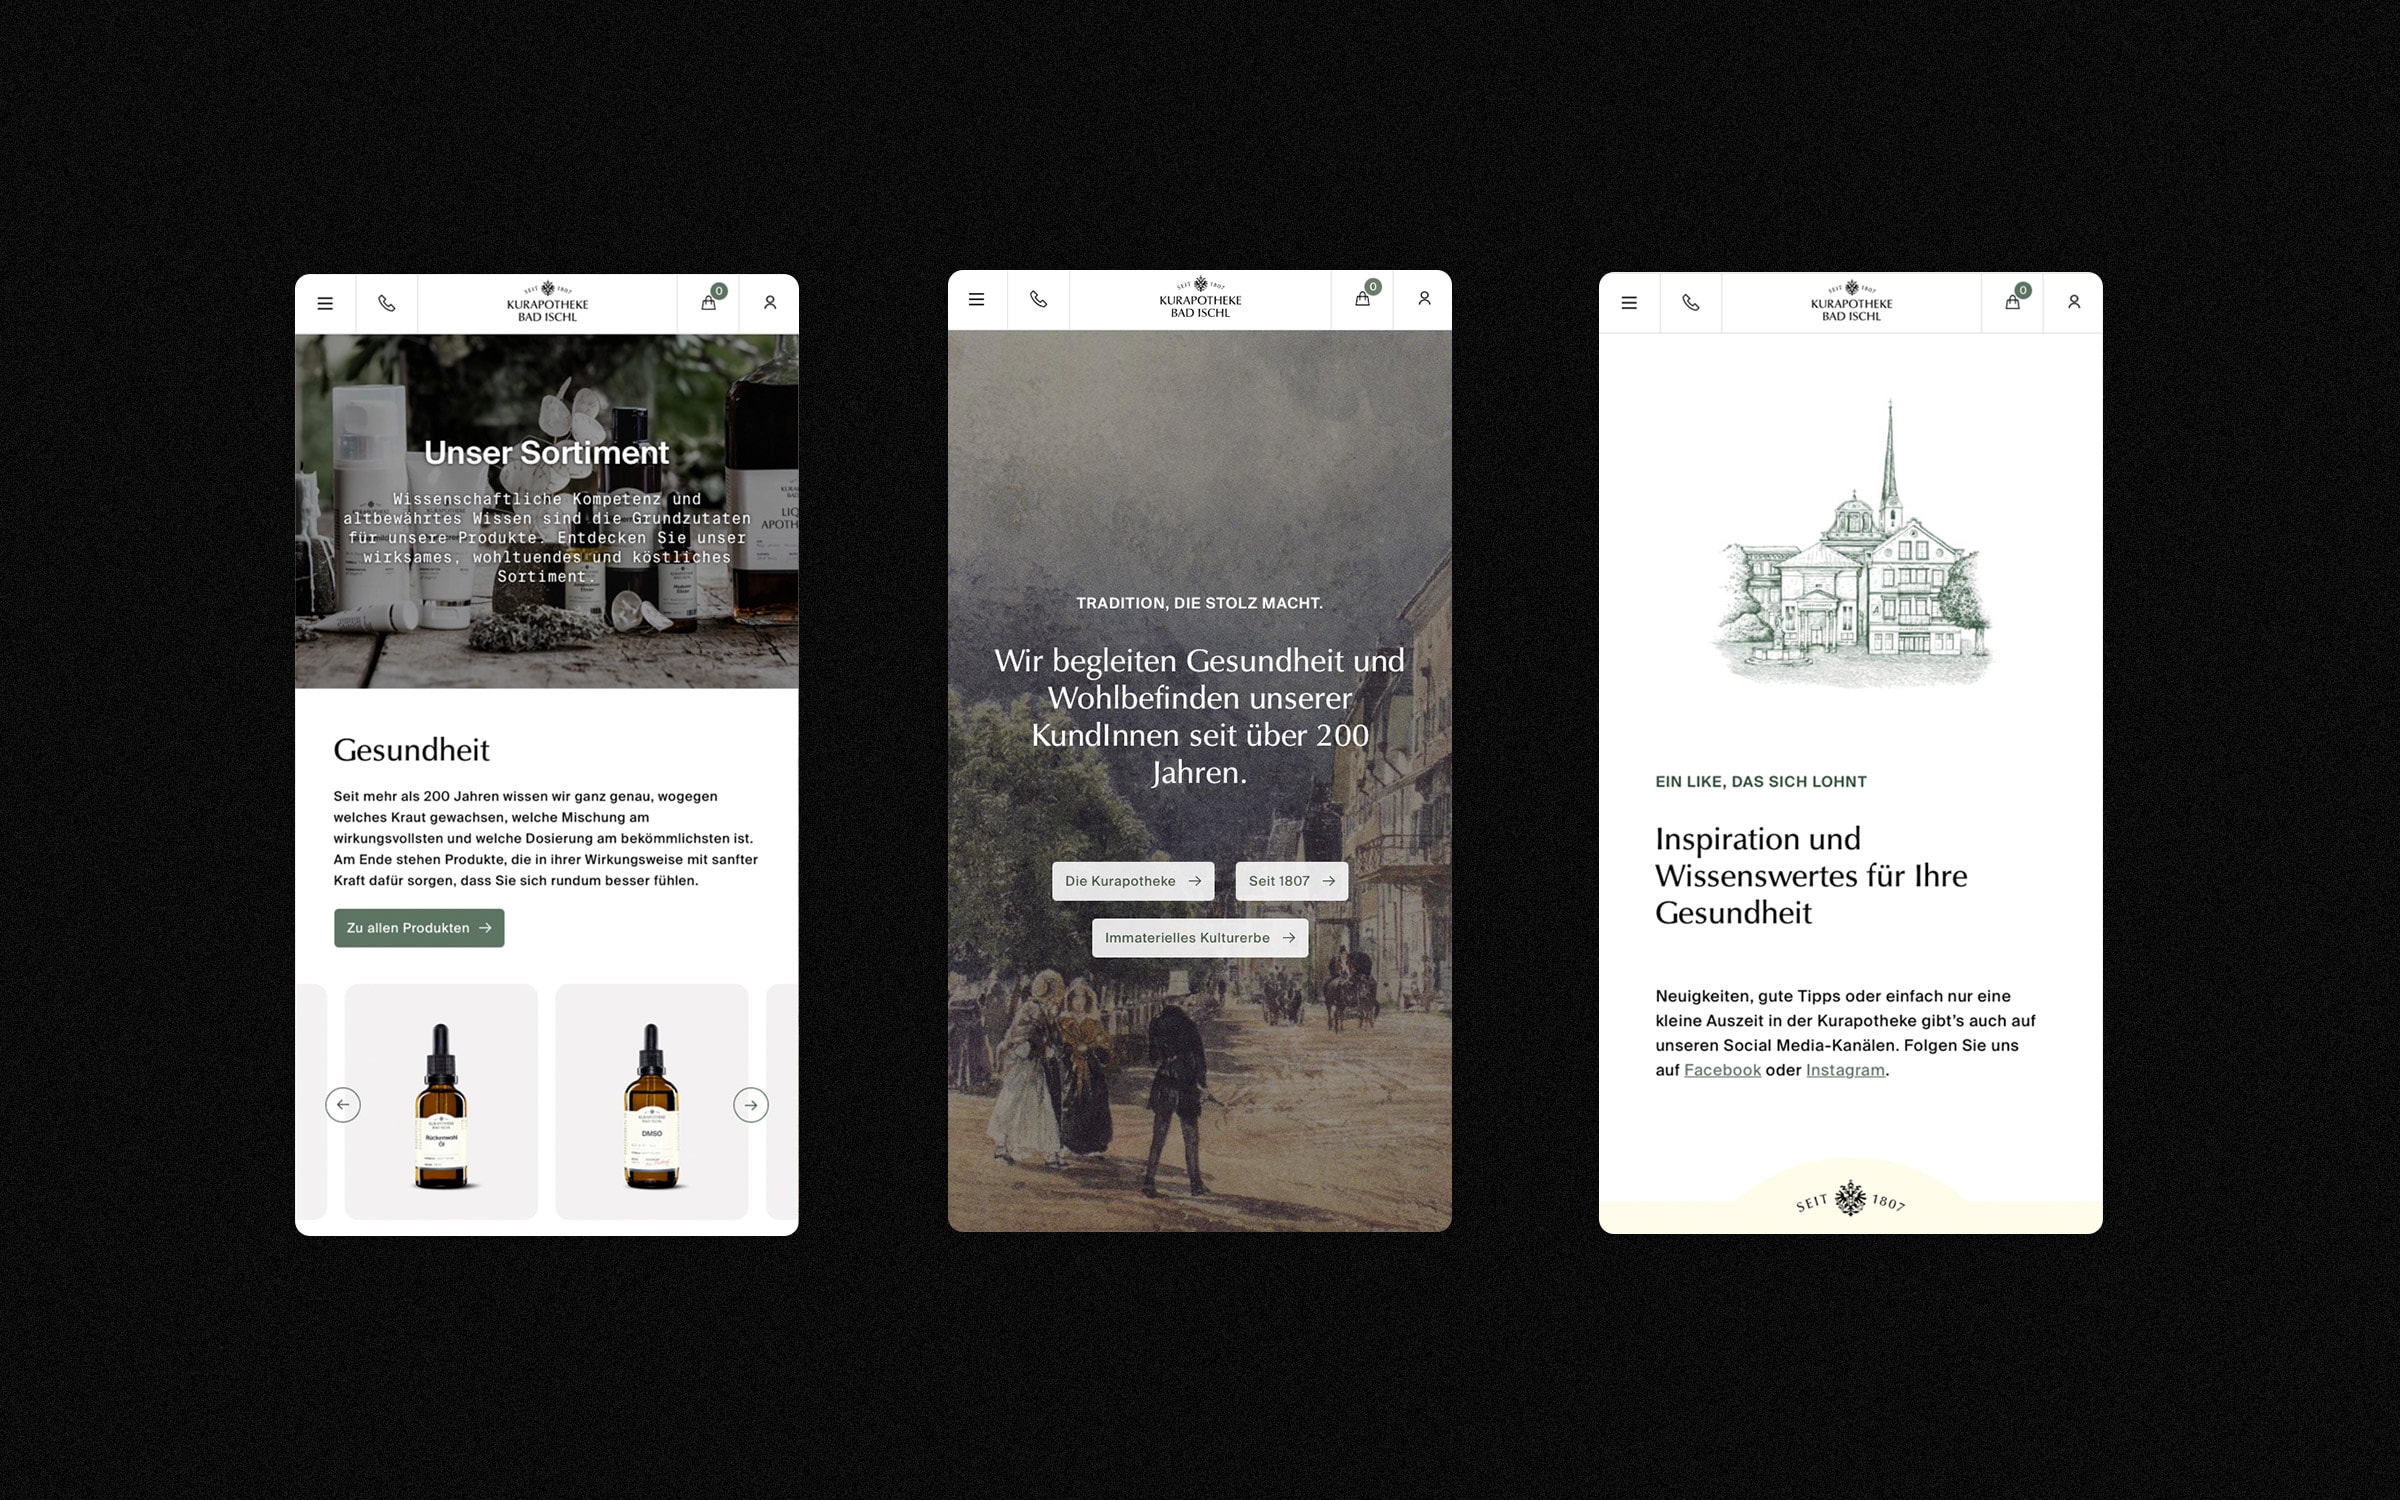 SEIT 1807
KURAPOTHEKE
BAD ISCHL
0
Unser Sortiment
Wissenschaftliche Kompetenz und
altbewährtes Wissen sind die Grundzutaten
für unsere Produkte. Entdecken Sie unser
wirksames, wohltuendes und köstliches
Sortiment.
Gesundheit
Seit mehr als 200 Jahren wissen wir ganz genau, wogegen
welches Kraut gewachsen, welche Mischung am
wirkungsvollsten und welche Dosierung am bekömmlichsten ist.
Am Ende stehen Produkte, die in ihrer Wirkungsweise mit sanfter
Kraft dafür sorgen, dass Sie sich rundum besser fühlen.
Zu allen Produkten
KURAPOTHEKE
BAD ISCHL
Rückenwohl
Öl
KURAPOTHEKE
BAD ISCHL
DMSO
SEIT 1807
KURAPOTHEKE
BAD ISCHL
0
TRADITION, DIE STOLZ MACHT.
Wir begleiten Gesundheit und
Wohlbefinden unserer
KundInnen seit über 200
Jahren.
Die Kurapotheke
Seit 1807
Immaterielles Kulturerbe
SEIT 1807
KURAPOTHEKE
BAD ISCHL
0
EIN LIKE, DAS SICH LOHNT
Inspiration und
Wissenswertes für Ihre
Gesundheit
Neuigkeiten, gute Tipps oder einfach nur eine
kleine Auszeit in der Kurapotheke gibt's auch auf
unseren Social Media-Kanälen. Folgen Sie uns
auf Facebook oder Instagram.
SEIT 1807